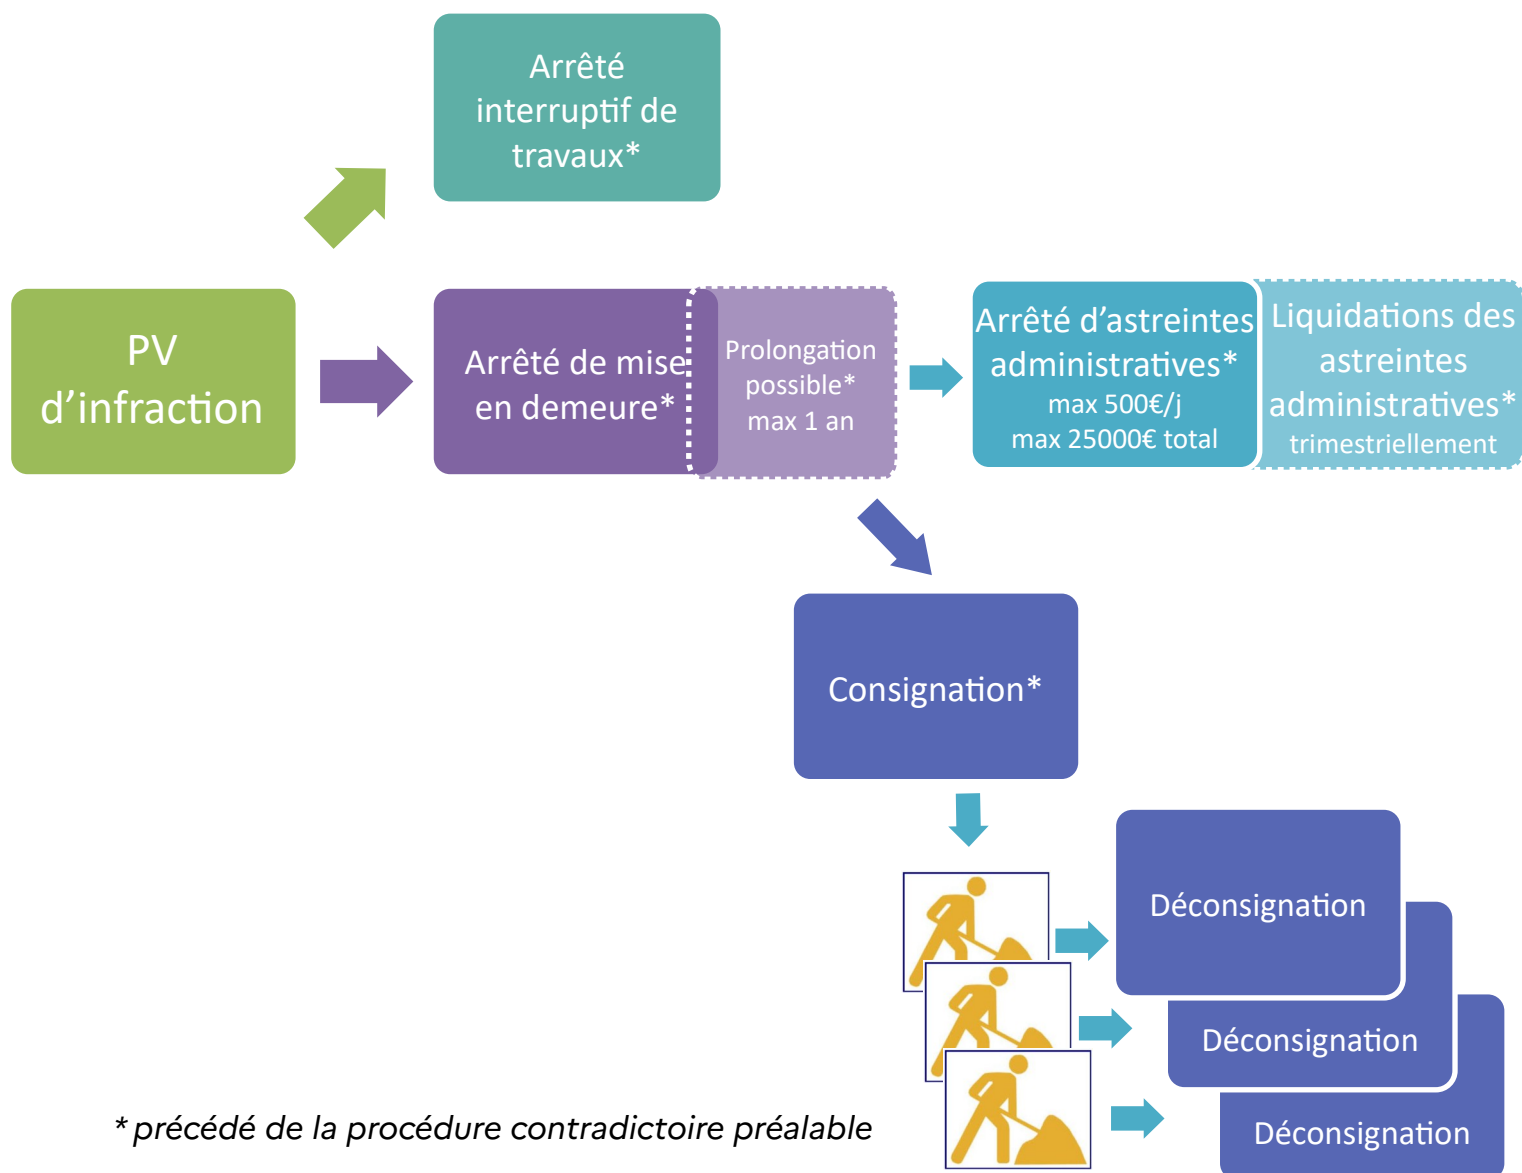 Arrêté
interruptif de
travaux*
PV
d’infraction
Arrêté de mise
en demeure*
Prolongation
possible*
max 1 an
Arrêté d’astreintes
administratives*
max 500€/j
max 25000€ total
Liquidations des
astreintes
administratives*
trimestriellement
Consignation*
Déconsignation
Déconsignation
Déconsignation
* précédé de la procédure contradictoire préalable